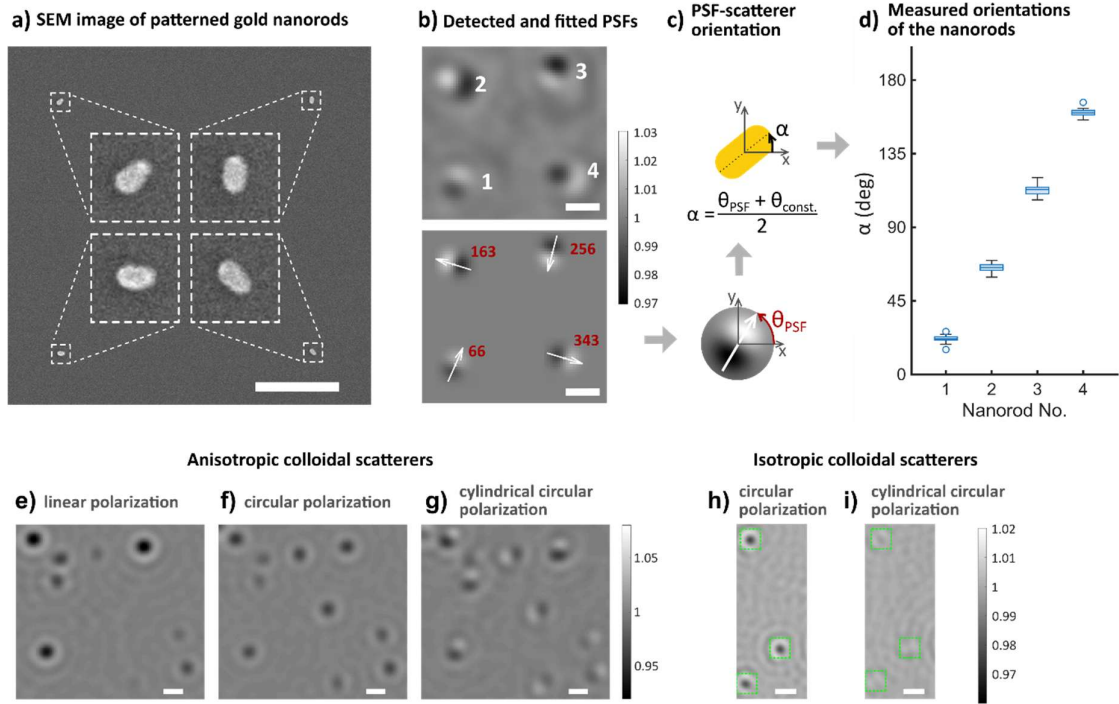 a) SEM image of patterned gold nanorods
b) Detected and fitted PSFs
2
3
1
4
163
256
66
343
1.03
1.02
1.01
1
0.99
0.98
0.97
c) PSF-scatterer
orientation
y
α
x
α = θPSF + θconst.
2
y
θPSF
x
d) Measured orientations
of the nanorods
α (deg)
180
135
90
45
0
1 2 3 4
Nanorod No.
Anisotropic colloidal scatterers
e) linear polarization
f) circular polarization
g) cylindrical circular
polarization
1.05
1
0.95
Isotropic colloidal scatterers
h) circular
polarization
i) cylindrical circular
polarization
1.02
1.01
1
0.99
0.98
0.97